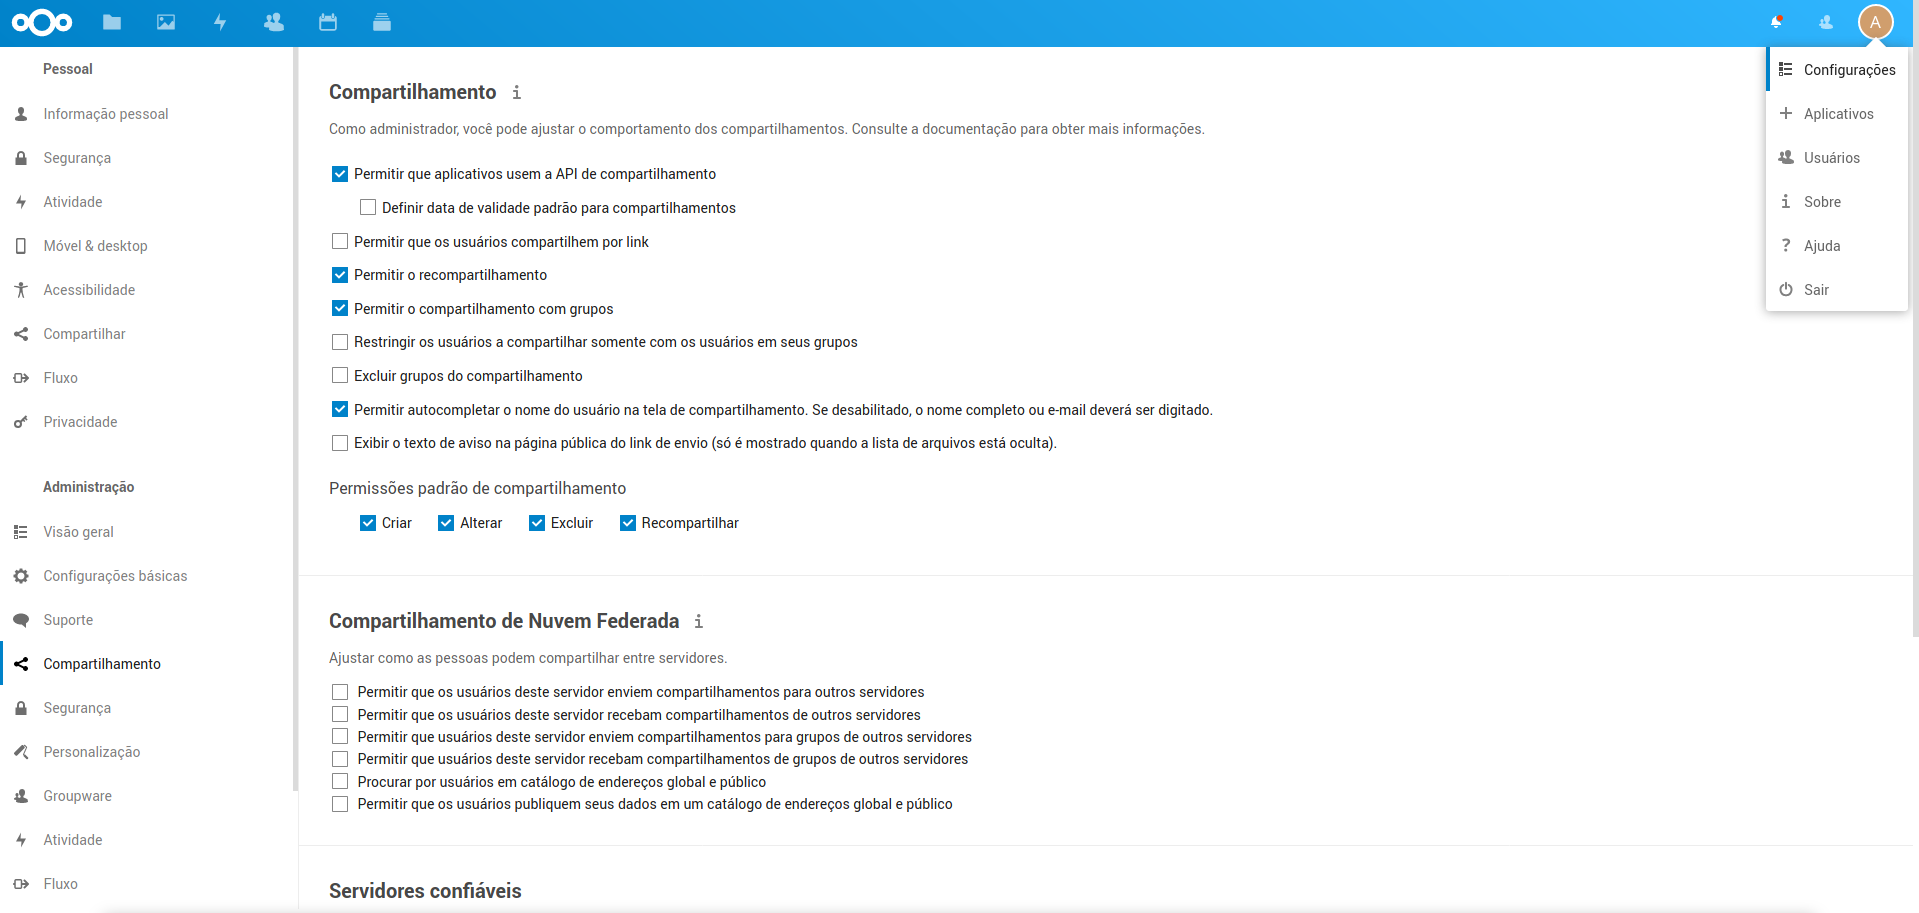 A
Pessoal
Informação pessoal
Segurança
Atividade
Móvel & desktop
Acessibilidade
Compartilhar
Fluxo
Privacidade
Administração
Visão geral
Configurações básicas
Suporte
Compartilhamento
Segurança
Personalização
Groupware
Atividade
Fluxo
Compartilhamento
Como administrador, você pode ajustar o comportamento dos compartilhamentos. Consulte a documentação para obter mais informações.
Permitir que aplicativos usem a API de compartilhamento
Definir data de validade padrão para compartilhamentos
Permitir que os usuários compartilhem por link
Permitir o recompartilhamento
Permitir o compartilhamento com grupos
Restringir os usuários a compartilhar somente com os usuários em seus grupos
Excluir grupos do compartilhamento
Permitir autocompletar o nome do usuário na tela de compartilhamento. Se desabilitado, o nome completo ou e-mail deverá ser digitado.
Exibir o texto de aviso na página pública do link de envio (só é mostrado quando a lista de arquivos está oculta).
Permissões padrão de compartilhamento
Criar Alterar Excluir Recompartilhar
Compartilhamento de Nuvem Federada
Ajustar como as pessoas podem compartilhar entre servidores.
Permitir que os usuários deste servidor enviem compartilhamentos para outros servidores
Permitir que os usuários deste servidor recebam compartilhamentos de outros servidores
Permitir que usuários deste servidor enviem compartilhamentos para grupos de outros servidores
Permitir que usuários deste servidor recebam compartilhamentos de grupos de outros servidores
Procurar por usuários em catálogo de endereços global e público
Permitir que os usuários publiquem seus dados em um catálogo de endereços global e público
Servidores confiáveis
Configurações
Aplicativos
Usuários
Sobre
Ajuda
Sair